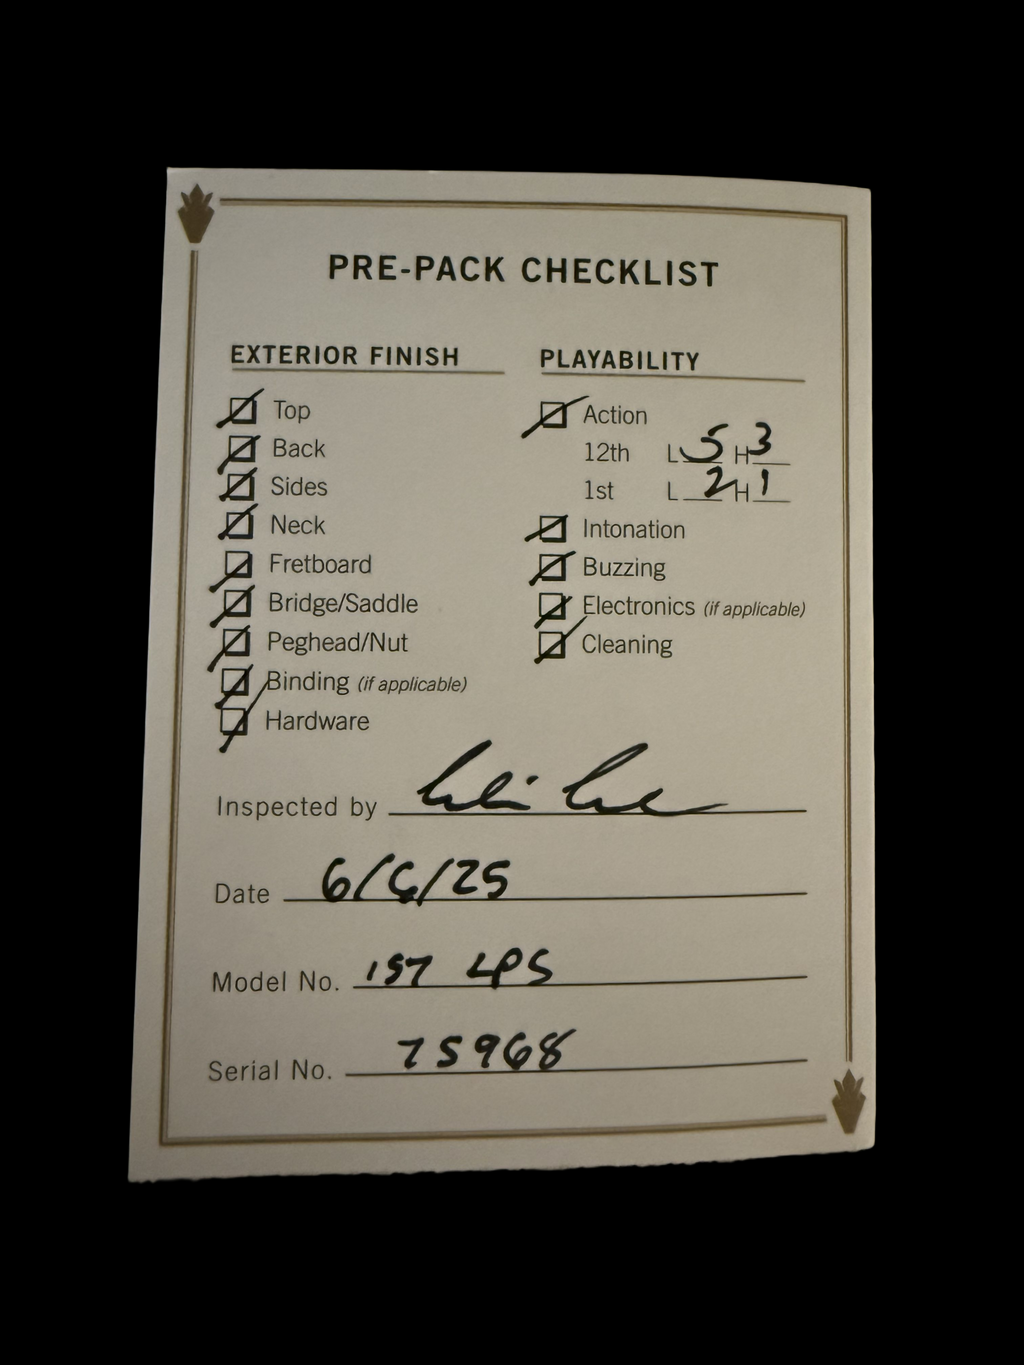 PRE-PACK CHECKLIST
EXTERIOR FINISH
Top
Back
Sides
Neck
Fretboard
Bridge/Saddle
Peghead/Nut
Binding (if applicable)
Hardware
PLAYABILITY
Action
12th L 5 H 3
1st L 2 H 1
Intonation
Buzzing
Electronics (if applicable)
Cleaning
Inspected by
Date 6/6/25
Model No. 1ST LPS
Serial No. 75968